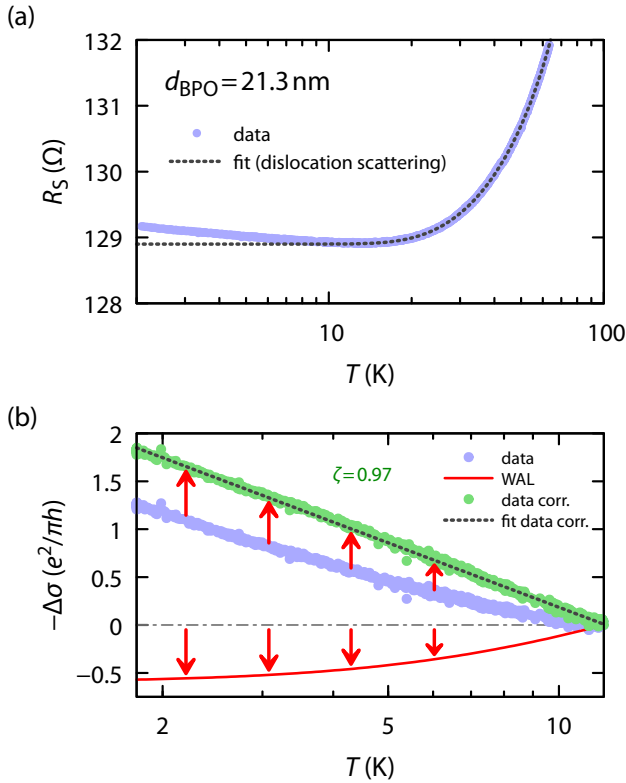 (a)
132
131
130
129
128
R_S (Ω)
d_BPO = 21.3 nm
data
fit (dislocation scattering)
10
100
T (K)
(b)
2
1.5
1
0.5
0
−0.5
−Δσ (e²/πh)
ζ = 0.97
data
WAL
data corr.
fit data corr.
2
5
10
T (K)